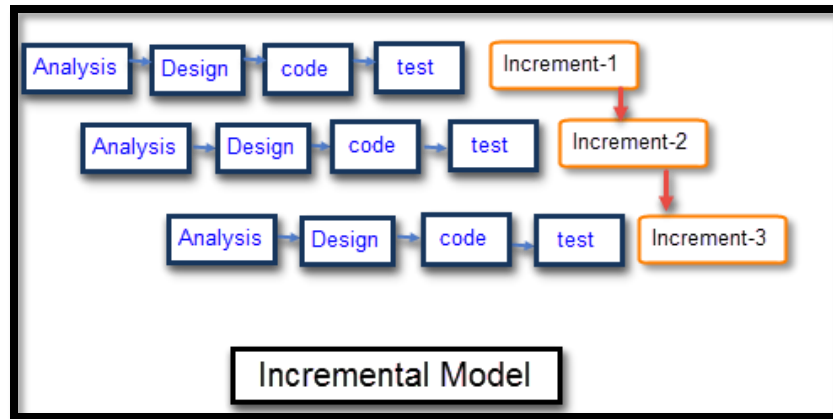 Analysis Design code test Increment-1
Analysis Design code test Increment-2
Analysis Design code test Increment-3
Incremental Model